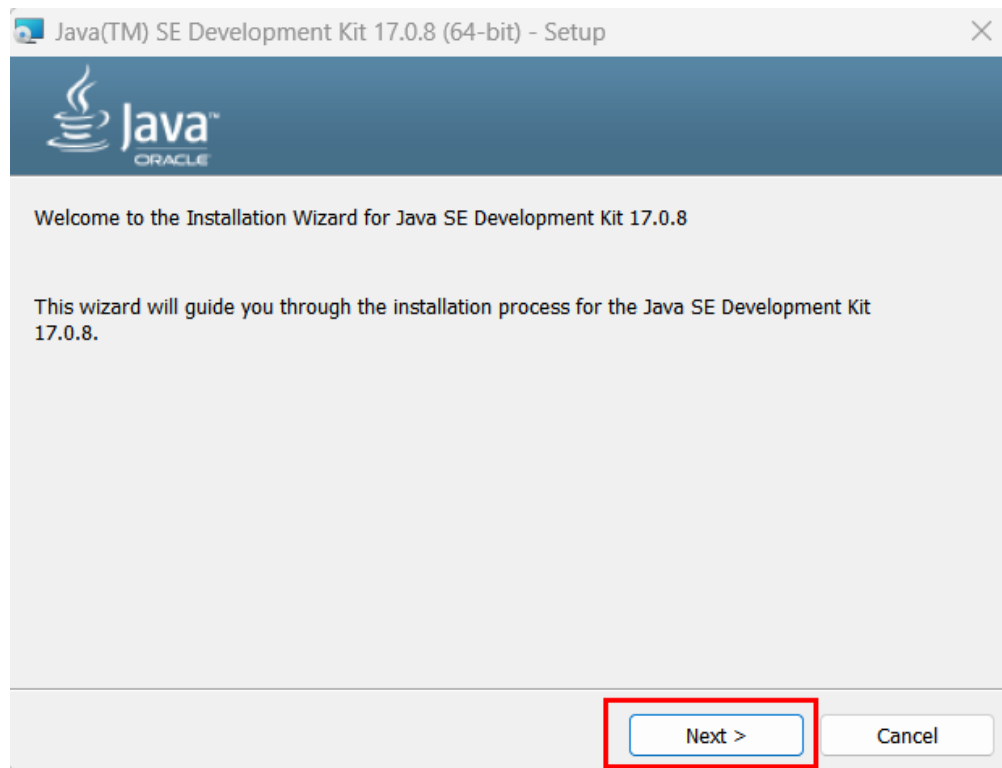 Java(TM) SE Development Kit 17.0.8 (64-bit) - Setup
Java™
ORACLE
Welcome to the Installation Wizard for Java SE Development Kit 17.0.8
This wizard will guide you through the installation process for the Java SE Development Kit
17.0.8.
Next > Cancel